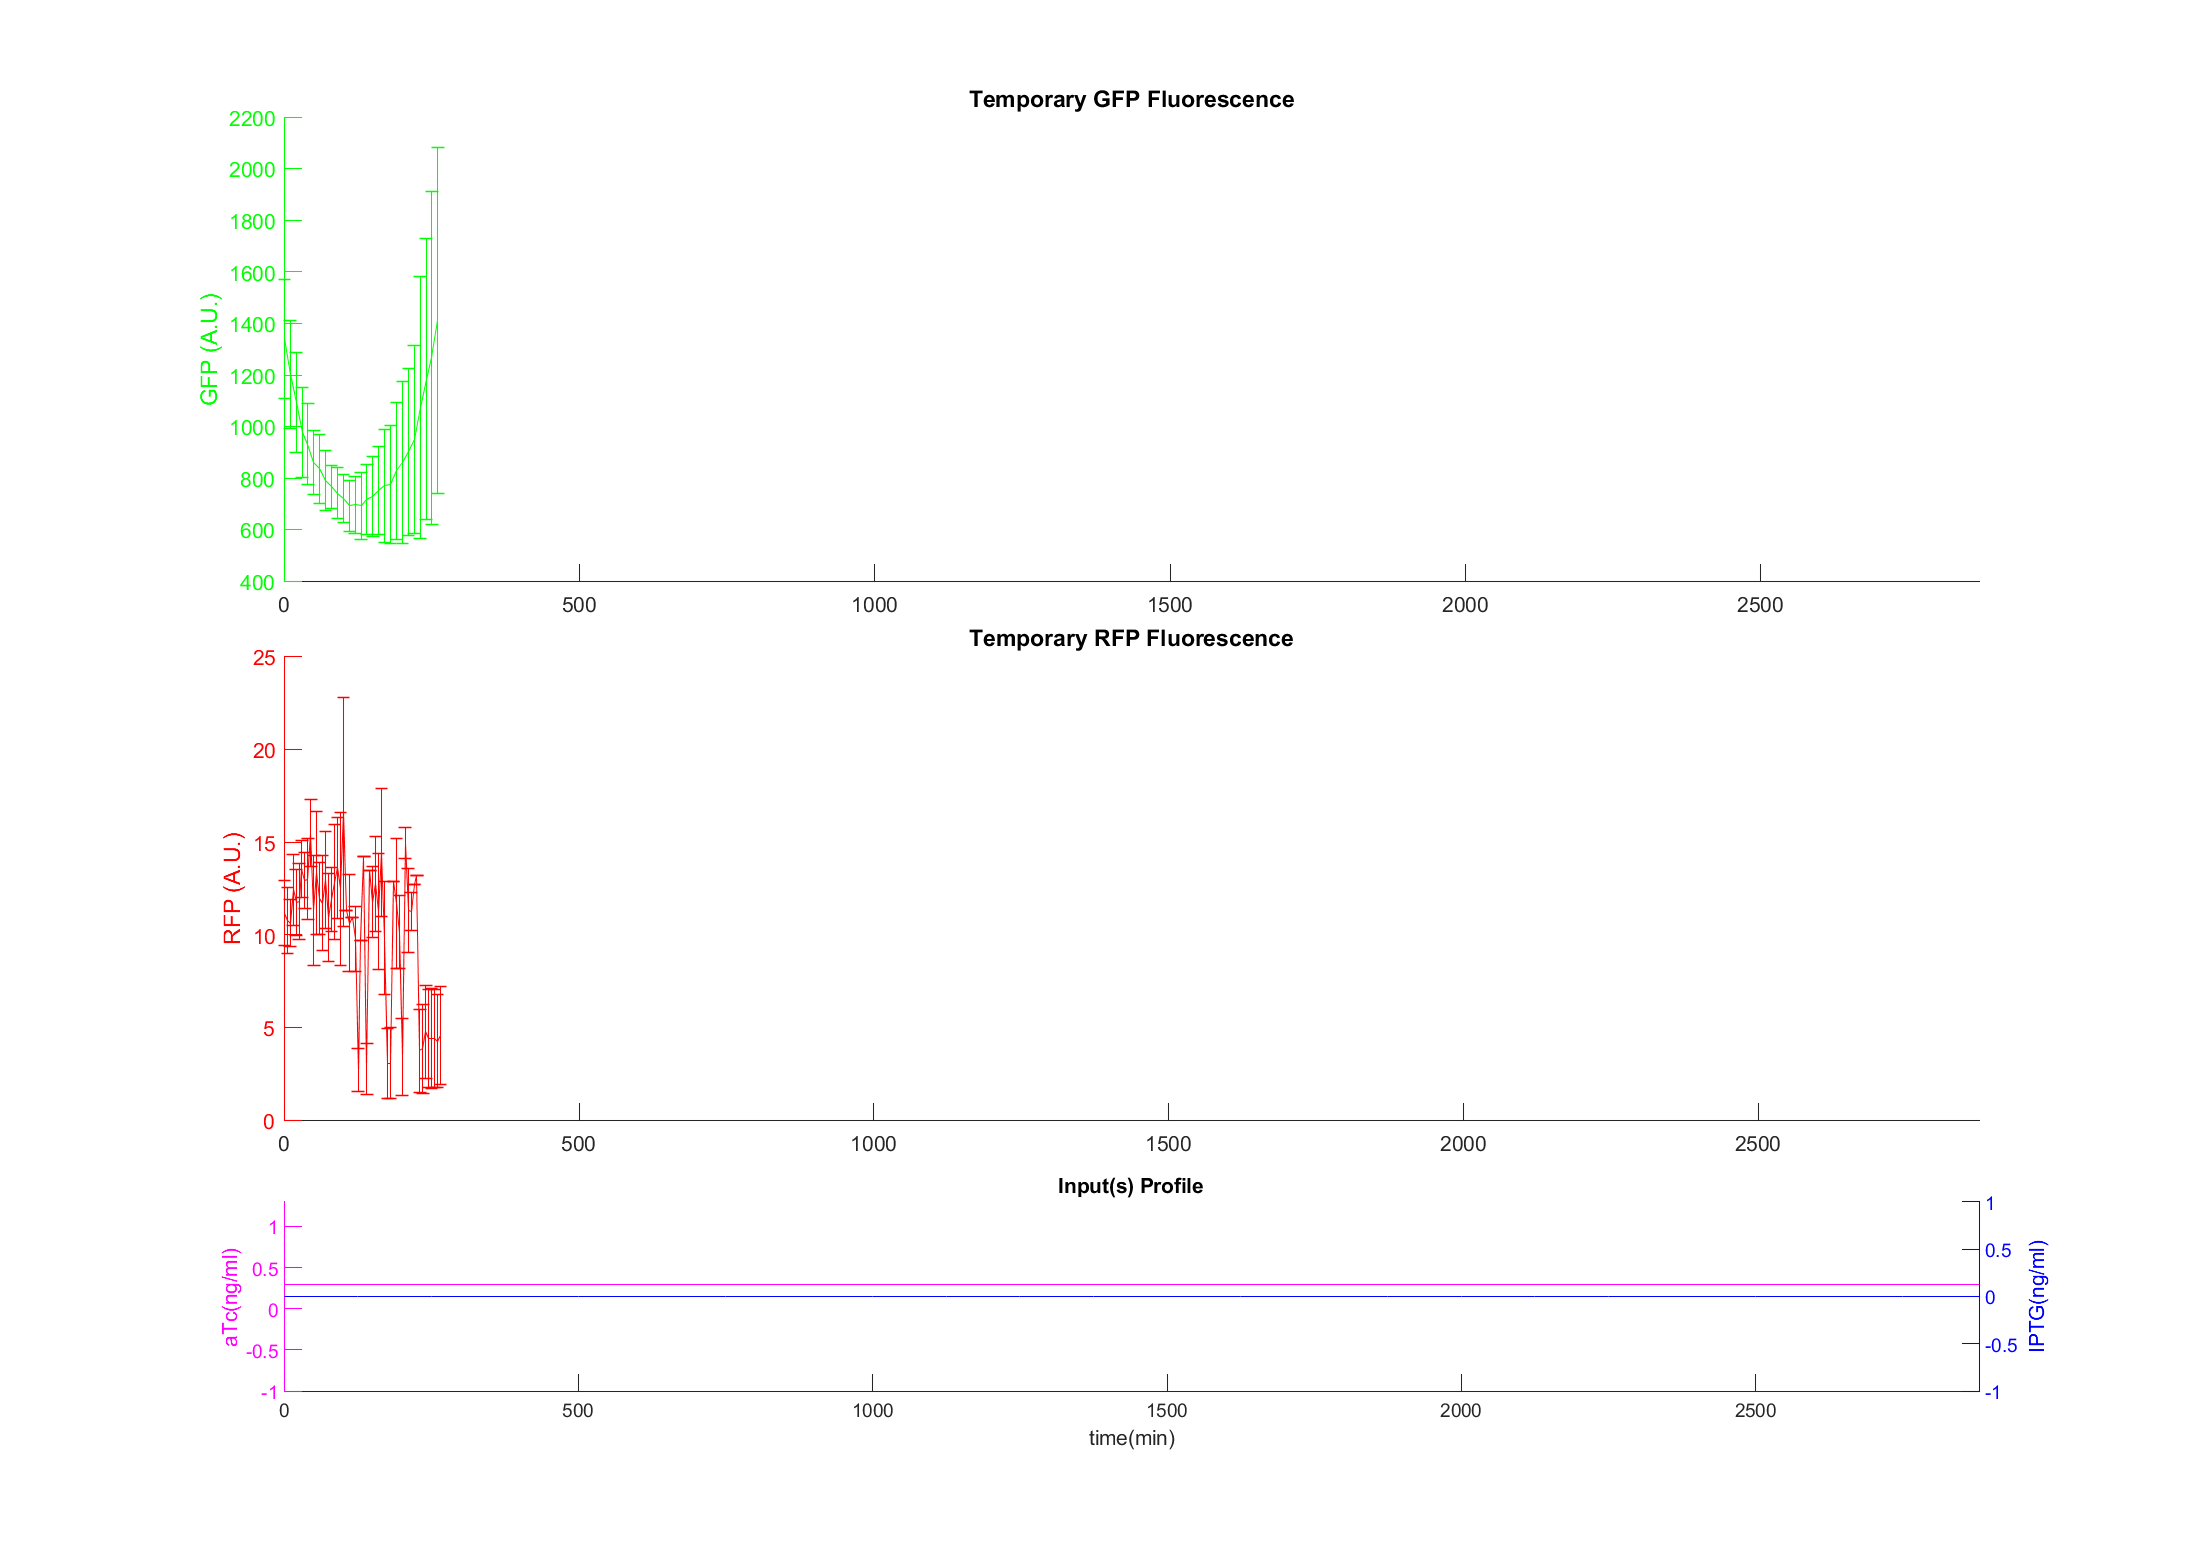 Temporary GFP Fluorescence
2200
2000
1800
1600
1400
1200
1000
800
600
400
GFP (A.U.)
0 500 1000 1500 2000 2500
Temporary RFP Fluorescence
25
20
15
10
5
0
RFP (A.U.)
0 500 1000 1500 2000 2500
Input(s) Profile
1
0.5
0
-0.5
-1
aTc(ng/ml)
1
0.5
0
-0.5
-1
IPTG(ng/ml)
0 500 1000 1500 2000 2500
time(min)